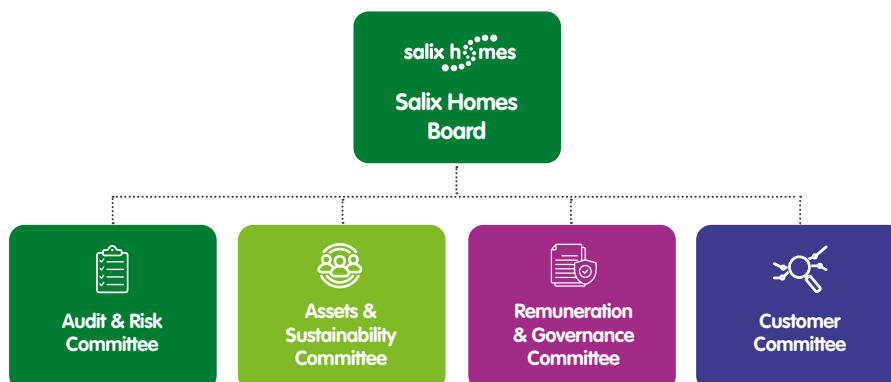 salix homes
Salix Homes
Board
Audit & Risk
Committee
Assets &
Sustainability
Committee
Remuneration
& Governance
Committee
Customer
Committee